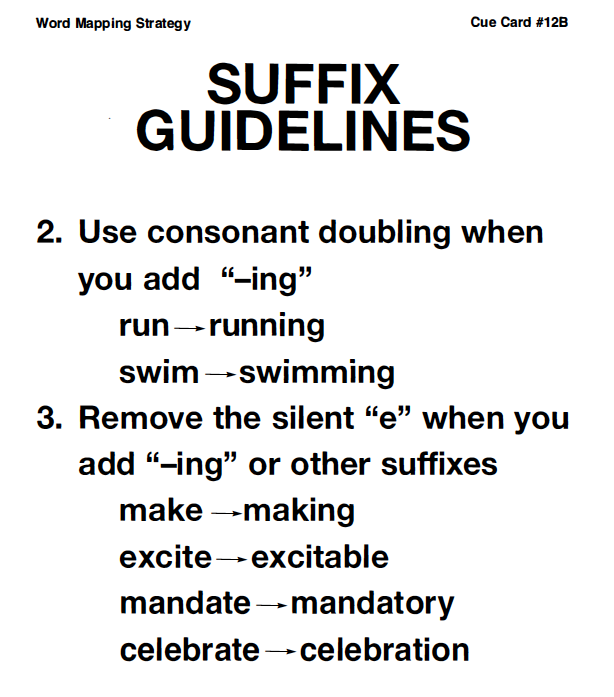 Word Mapping Strategy
Cue Card #12B
SUFFIX
GUIDELINES
2. Use consonant doubling when
you add “–ing”
run→running
swim→swimming
3. Remove the silent “e” when you
add “–ing” or other suffixes
make→making
excite→excitable
mandate→mandatory
celebrate→celebration